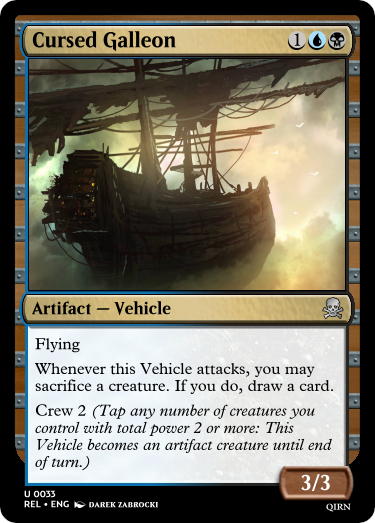 Cursed Galleon 1
Artifact — Vehicle
Flying
Whenever this Vehicle attacks, you may
sacrifice a creature. If you do, draw a card.
Crew 2 (Tap any number of creatures you
control with total power 2 or more: This
Vehicle becomes an artifact creature until end
of turn.)
3/3
U 0033
REL • ENG DAREK ZABROCKI
QIRN